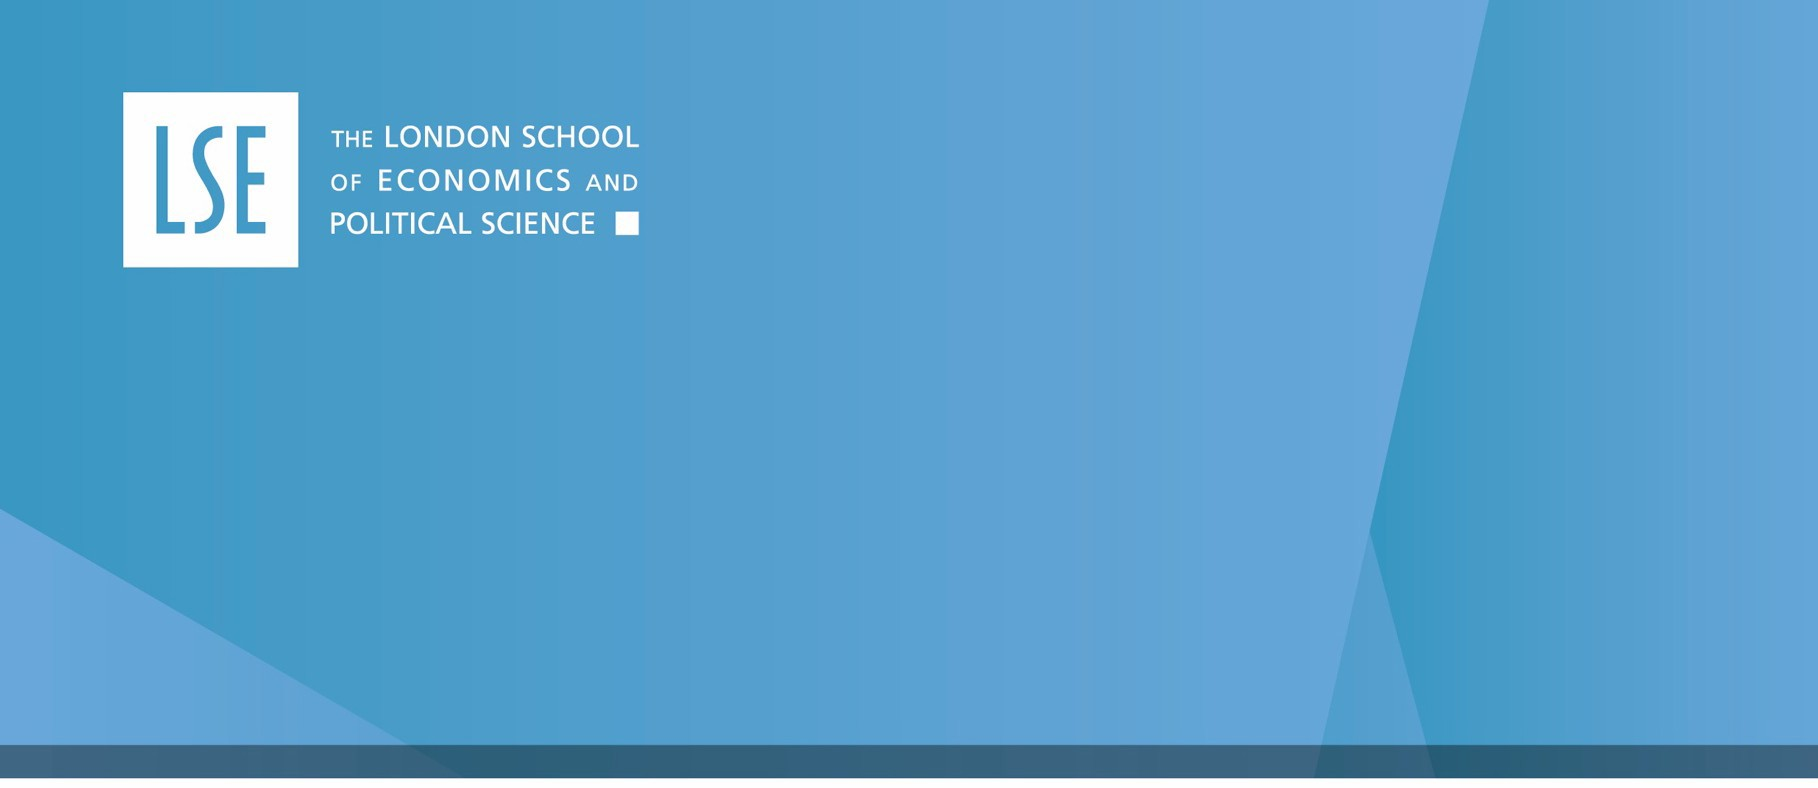 LSE
THE LONDON SCHOOL
OF ECONOMICS AND
POLITICAL SCIENCE